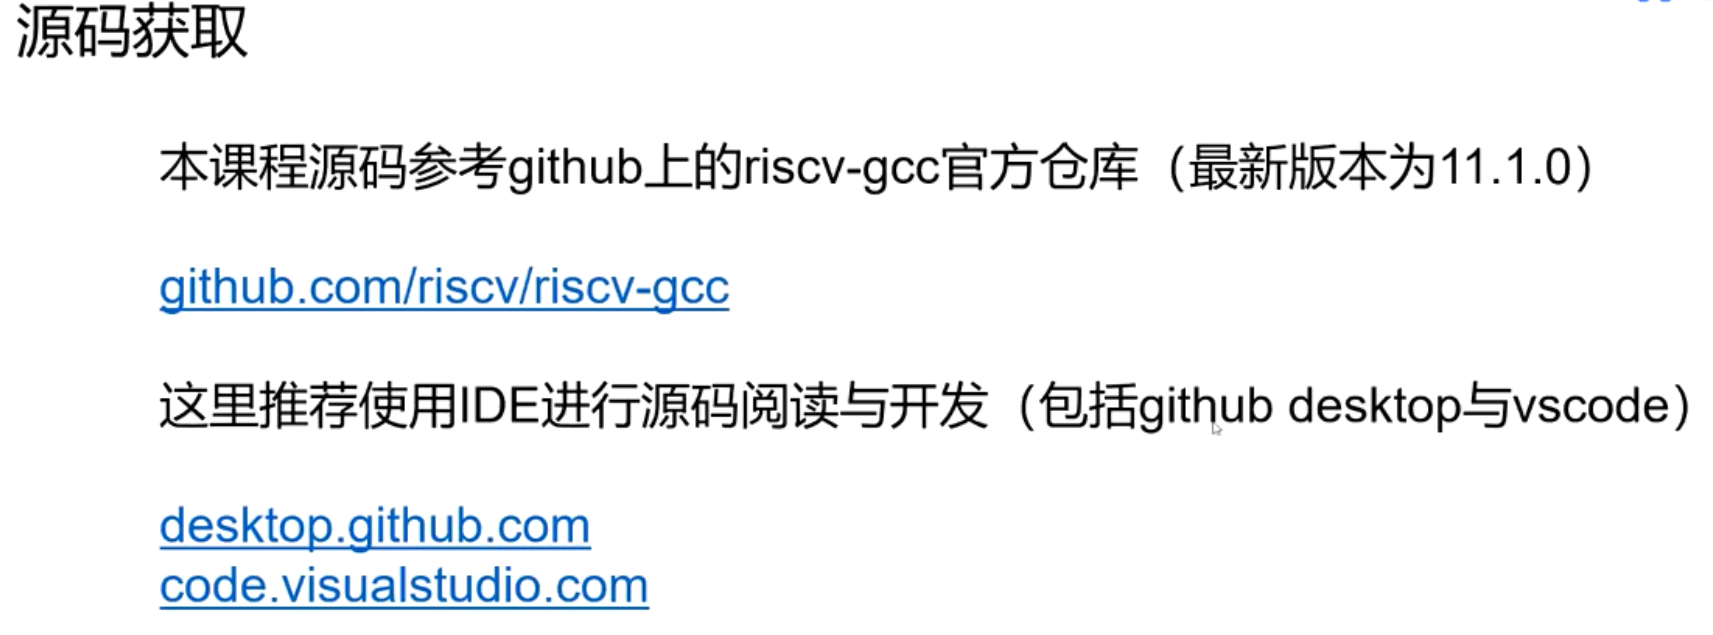 源码获取
本课程源码参考github上的riscv-gcc官方仓库（最新版本为11.1.0）
github.com/riscv/riscv-gcc
这里推荐使用IDE进行源码阅读与开发（包括github desktop与vscode）
desktop.github.com
code.visualstudio.com